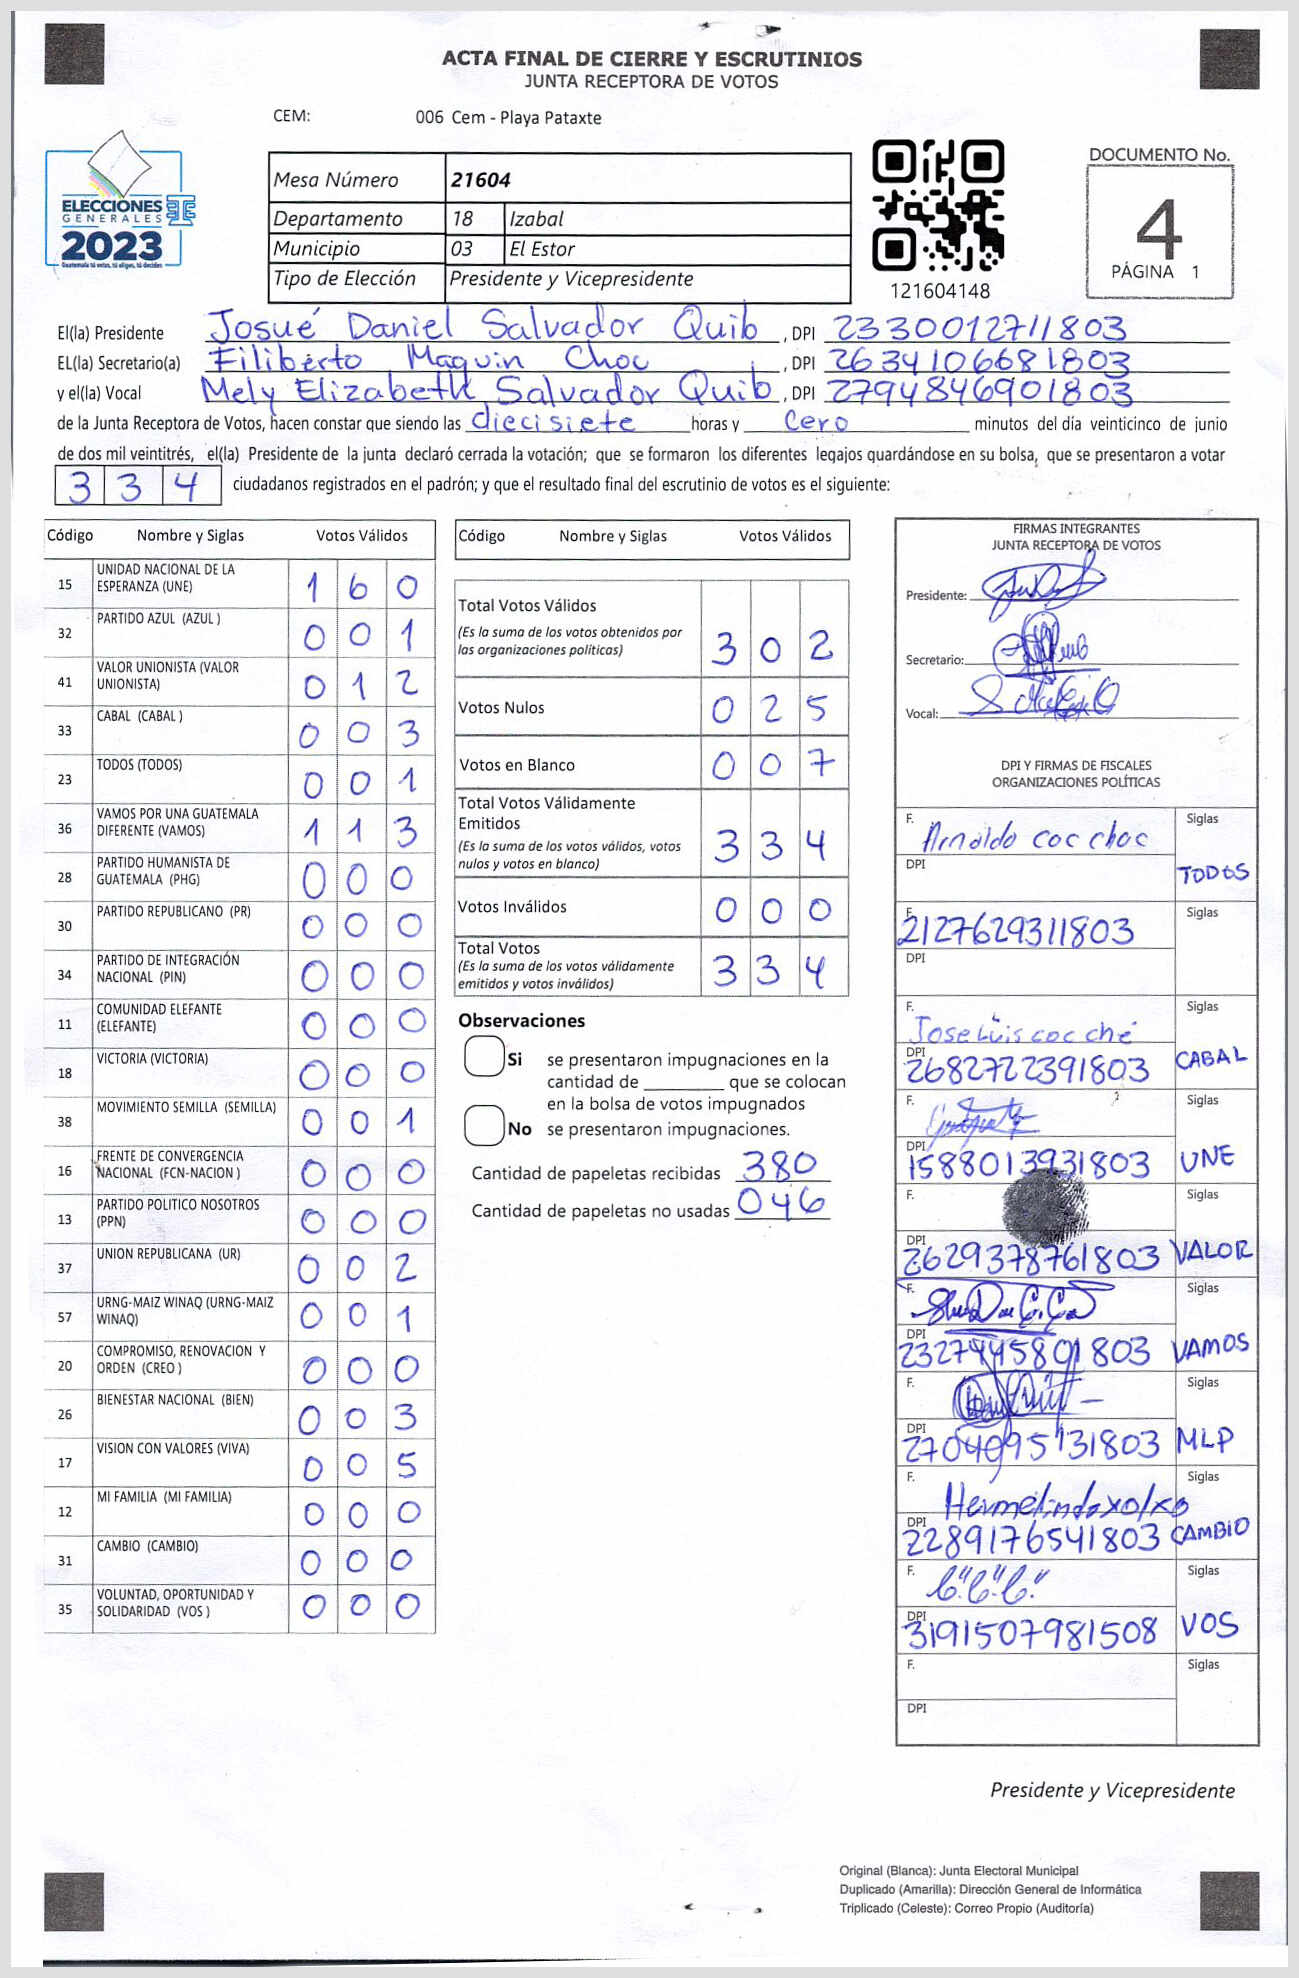 ACTA FINAL DE CIERRE Y ESCRUTINIOS
JUNTA RECEPTORA DE VOTOS
CEM: 006 Cem - Playa Pataxte
ELECCIONES
GENERALES
2023
Guatemala tú votas, tú eliges, tú decides
Mesa Número 21604
Departamento 18 Izabal
Municipio 03 El Estor
Tipo de Elección Presidente y Vicepresidente
121604148
DOCUMENTO No.
4
PÁGINA 1
El(la) Presidente Josué Daniel Salvador Quib, DPI 2330012711803
EL(la) Secretario(a) Filiberto Maquin Choc, DPI 2634106681803
y el(la) Vocal Mely Elizabeth Salvador Quib, DPI 2794846901803
de la Junta Receptora de Votos, hacen constar que siendo las diecisiete horas y cero minutos del día veinticinco de junio
de dos mil veintitrés, el(la) Presidente de la junta declaró cerrada la votación; que se formaron los diferentes legajos guardándose en su bolsa, que se presentaron a votar
334 ciudadanos registrados en el padrón; y que el resultado final del escrutinio de votos es el siguiente:
Código Nombre y Siglas Votos Válidos
15 UNIDAD NACIONAL DE LA ESPERANZA (UNE) 1 6 0
32 PARTIDO AZUL (AZUL ) 0 0 1
41 VALOR UNIONISTA (VALOR UNIONISTA) 0 1 2
33 CABAL (CABAL ) 0 0 3
23 TODOS (TODOS) 0 0 1
36 VAMOS POR UNA GUATEMALA DIFERENTE (VAMOS) 1 1 3
28 PARTIDO HUMANISTA DE GUATEMALA (PHG) 0 0 0
30 PARTIDO REPUBLICANO (PR) 0 0 0
34 PARTIDO DE INTEGRACIÓN NACIONAL (PIN) 0 0 0
11 COMUNIDAD ELEFANTE (ELEFANTE) 0 0 0
18 VICTORIA (VICTORIA) 0 0 0
38 MOVIMIENTO SEMILLA (SEMILLA) 0 0 1
16 FRENTE DE CONVERGENCIA NACIONAL (FCN-NACION ) 0 0 0
13 PARTIDO POLITICO NOSOTROS (PPN) 0 0 0
37 UNION REPUBLICANA (UR) 0 0 2
57 URNG-MAIZ WINAQ (URNG-MAIZ WINAQ) 0 0 1
20 COMPROMISO, RENOVACION Y ORDEN (CREO ) 0 0 0
26 BIENESTAR NACIONAL (BIEN) 0 0 3
17 VISION CON VALORES (VIVA) 0 0 5
12 MI FAMILIA (MI FAMILIA) 0 0 0
31 CAMBIO (CAMBIO) 0 0 0
35 VOLUNTAD, OPORTUNIDAD Y SOLIDARIDAD (VOS ) 0 0 0
Código Nombre y Siglas Votos Válidos
Total Votos Válidos 3 0 2
(Es la suma de los votos obtenidos por
las organizaciones políticas)
Votos Nulos 0 2 5
Votos en Blanco 0 0 7
Total Votos Válidamente
Emitidos 3 3 4
(Es la suma de los votos válidos, votos
nulos y votos en blanco)
Votos Inválidos 0 0 0
Total Votos 3 3 4
(Es la suma de los votos válidamente
emitidos y votos inválidos)
Observaciones
Si se presentaron impugnaciones en la
cantidad de ________ que se colocan
en la bolsa de votos impugnados
No se presentaron impugnaciones.
Cantidad de papeletas recibidas 380
Cantidad de papeletas no usadas 046
FIRMAS INTEGRANTES
JUNTA RECEPTORA DE VOTOS
Presidente:
Secretario:
Vocal:
DPI Y FIRMAS DE FISCALES
ORGANIZACIONES POLÍTICAS
F. Arnoldo coc choc Siglas
DPI TODOS
F. 2127629311803 Siglas
DPI
F. Jose Luis coc ché Siglas
DPI 2682722391803 CABAL
F. Siglas
DPI 1588013931803 UNE
F. Siglas
DPI 2629378761803 VALOR
F. Siglas
DPI 2327445801803 VAMOS
F. Siglas
DPI 2704995131803 MLP
F. Hermelindo xol xo Siglas
DPI 2289176541803 CAMBIO
F. Siglas
DPI 3191507981508 VOS
F. Siglas
DPI
Presidente y Vicepresidente
Original (Blanca): Junta Electoral Municipal
Duplicado (Amarilla): Dirección General de Informática
Triplicado (Celeste): Correo Propio (Auditoría)